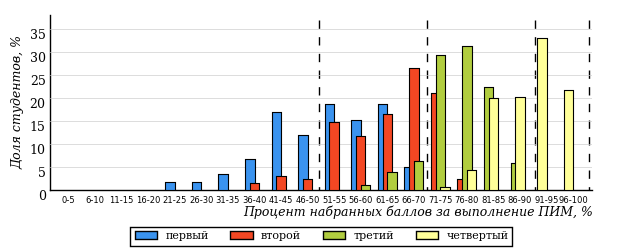 Доля студентов, %
35
30
25
20
15
10
5
0
0-5 6-10 11-15 16-20 21-25 26-30 31-35 36-40 41-45 46-50 51-55 56-60 61-65 66-70 71-75 76-80 81-85 86-90 91-95 96-100
Процент набранных баллов за выполнение ПИМ, %
первый второй третий четвертый